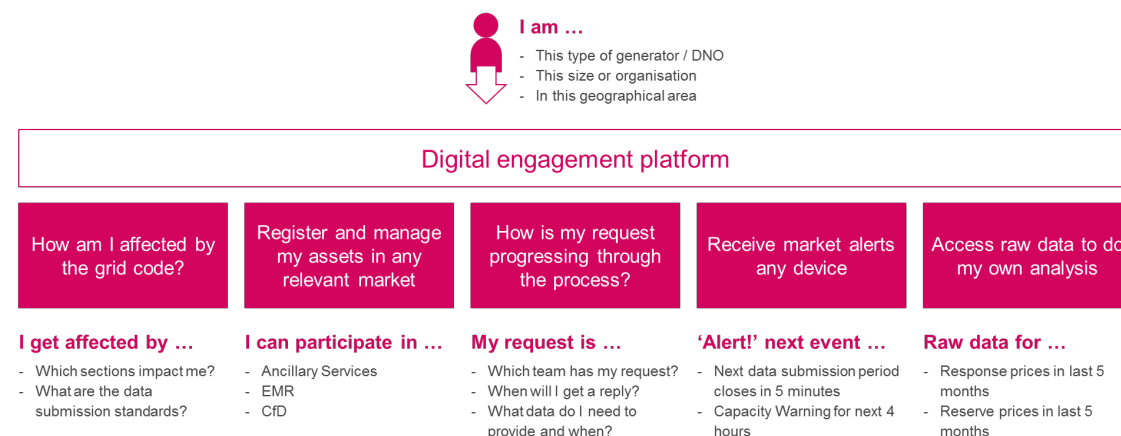 I am ...
- This type of generator / DNO
- This size or organisation
- In this geographical area
Digital engagement platform
How am I affected by
the grid code?
Register and manage
my assets in any
relevant market
How is my request
progressing through
the process?
Receive market alerts
any device
Access raw data to do
my own analysis
I get affected by ...
- Which sections impact me?
- What are the data
submission standards?
I can participate in ...
- Ancillary Services
- EMR
- CfD
My request is ...
- Which team has my request?
- When will I get a reply?
- What data do I need to
provide and when?
‘Alert!’ next event ...
- Next data submission period
closes in 5 minutes
- Capacity Warning for next 4
hours
Raw data for ...
- Response prices in last 5
months
- Reserve prices in last 5
months